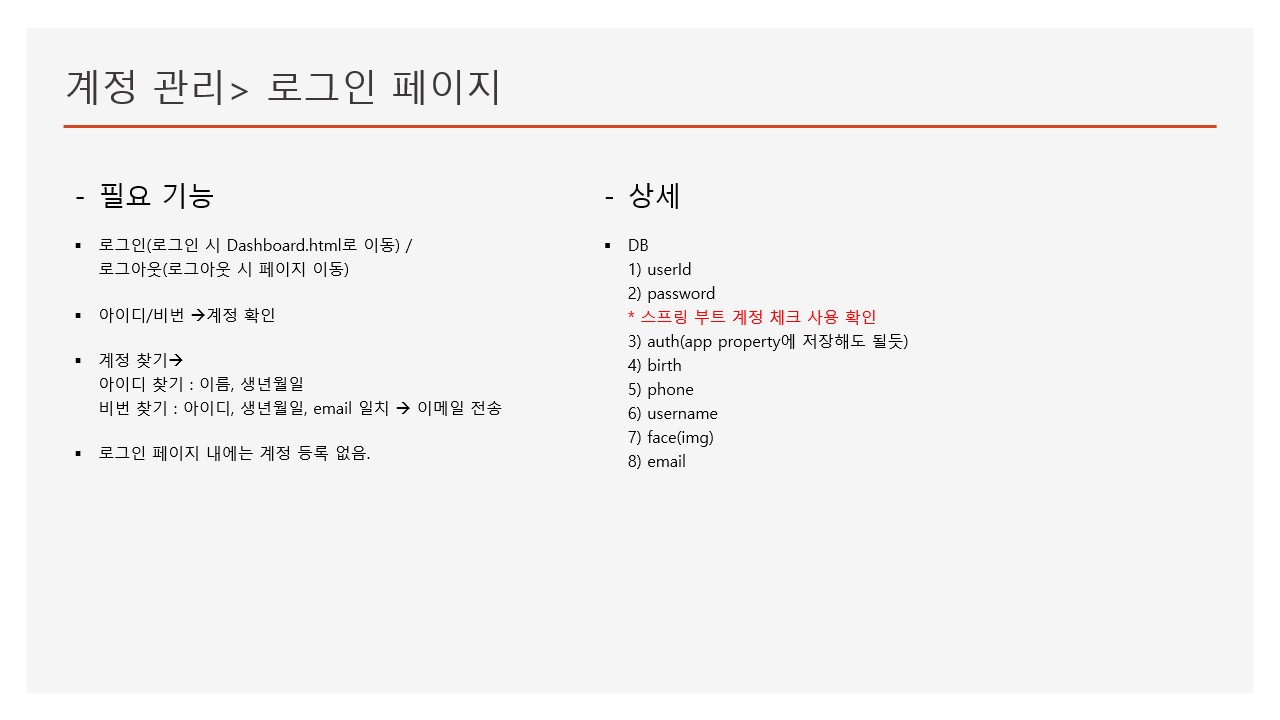 계정 관리> 로그인 페이지
- 필요 기능
▪ 로그인(로그인 시 Dashboard.html로 이동) /
로그아웃(로그아웃 시 페이지 이동)
▪ 아이디/비번 →계정 확인
▪ 계정 찾기→
아이디 찾기 : 이름, 생년월일
비번 찾기 : 아이디, 생년월일, email 일치 → 이메일 전송
▪ 로그인 페이지 내에는 계정 등록 없음.
- 상세
▪ DB
1) userId
2) password
* 스프링 부트 계정 체크 사용 확인
3) auth(app property에 저장해도 될듯)
4) birth
5) phone
6) username
7) face(img)
8) email